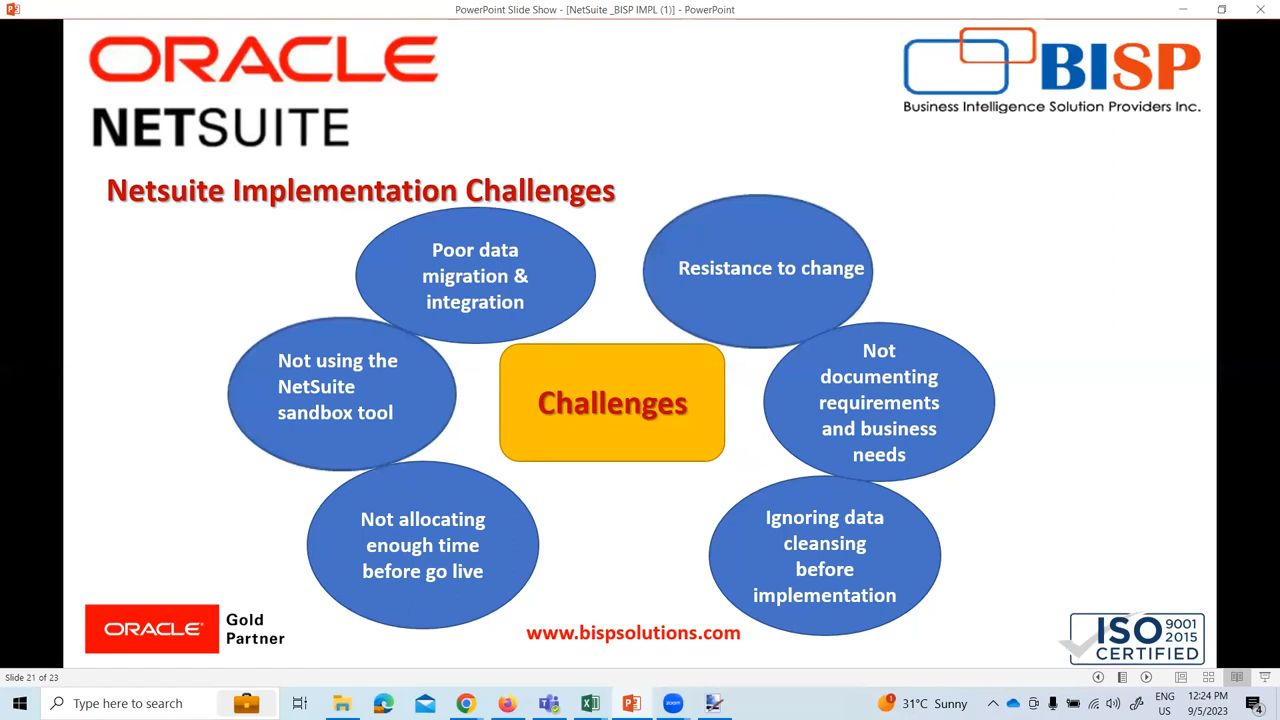 PowerPoint Slide Show - [NetSuite _BISP IMPL (1)] - PowerPoint
ORACLE
NETSUITE
BISP
Business Intelligence Solution Providers Inc.
Netsuite Implementation Challenges
Poor data
migration &
integration
Resistance to change
Not using the
NetSuite
sandbox tool
Challenges
Not
documenting
requirements
and business
needs
Not allocating
enough time
before go live
Ignoring data
cleansing
before
implementation
ORACLE®
Gold
Partner
www.bispsolutions.com
ISO 9001
2015
CERTIFIED
Slide 21 of 23
Type here to search
1
31°C Sunny
ENG
US
12:24 PM
9/5/2023
4